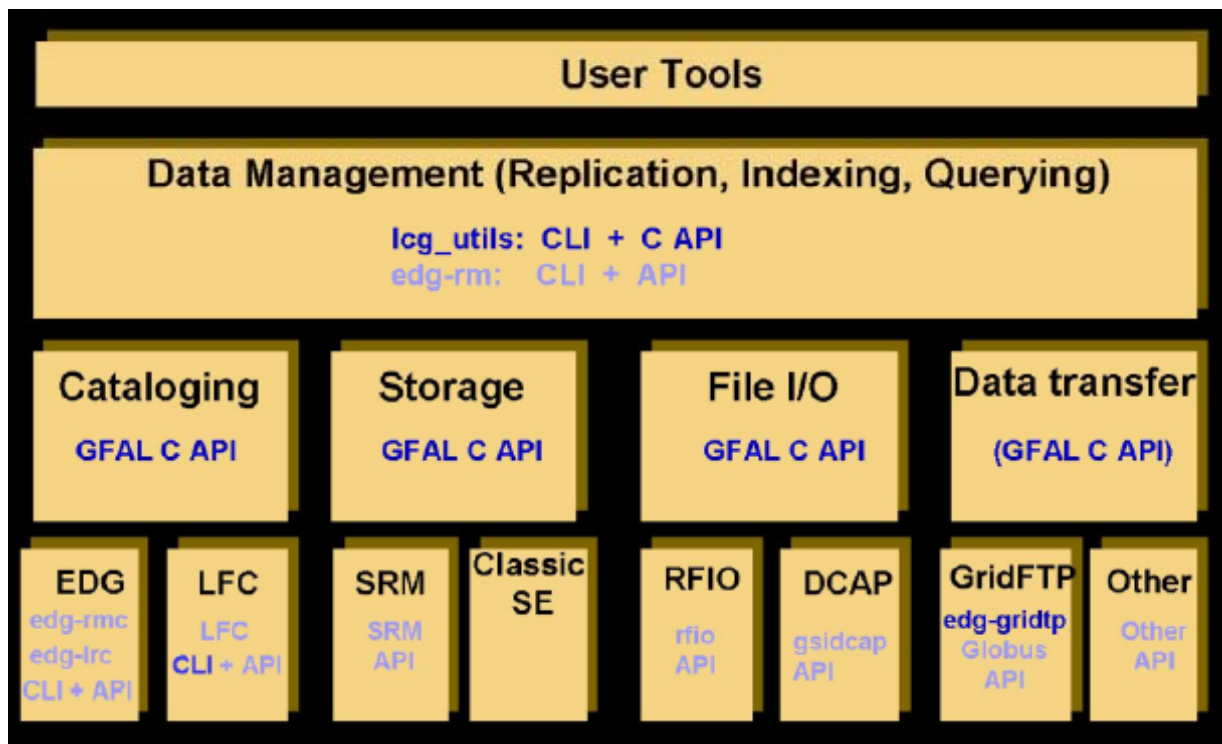 User Tools
Data Management (Replication, Indexing, Querying)
lcg_utils: CLI + C API
edg-rm: CLI + API
Cataloging
GFAL C API
Storage
GFAL C API
File I/O
GFAL C API
Data transfer
(GFAL C API)
EDG
edg-rmc
edg-lrc
CLI + API
LFC
LFC
CLI + API
SRM
SRM
API
Classic
SE
RFIO
rfio
API
DCAP
gsidcap
API
GridFTP
edg-gridtp
Globus
API
Other
Other
API